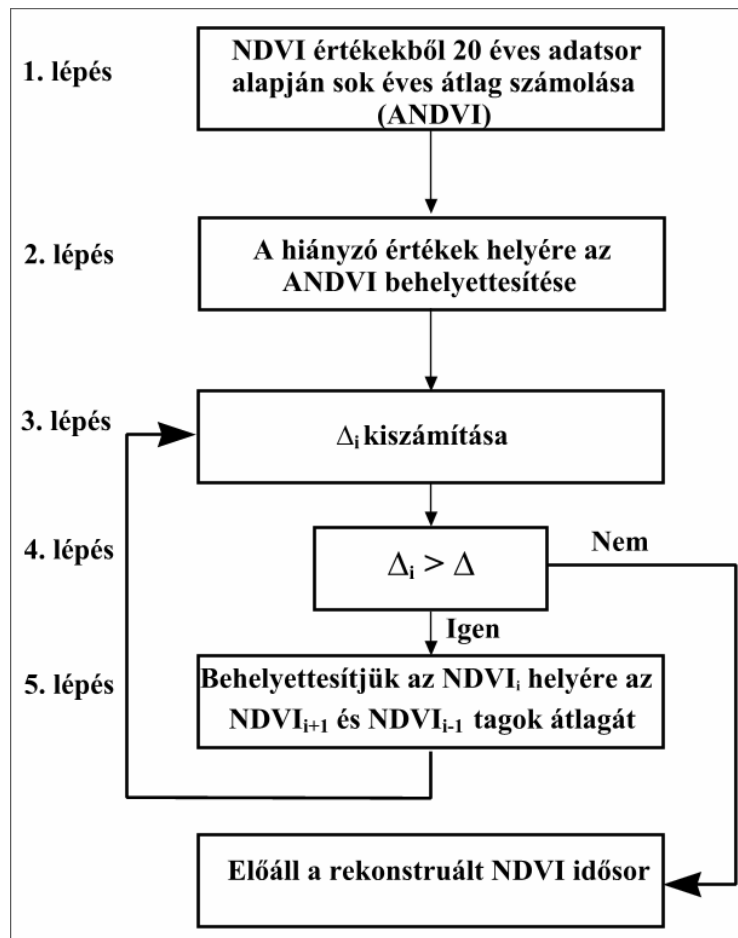 1. lépés
NDVI értékekből 20 éves adatsor
alapján sok éves átlag számolása
(ANDVI)
2. lépés
A hiányzó értékek helyére az
ANDVI behelyettesítése
3. lépés
Δi kiszámítása
4. lépés
Δi > Δ
Nem
Igen
5. lépés
Behelyettesítjük az NDVIi helyére az
NDVIi+1 és NDVIi-1 tagok átlagát
Előáll a rekonstruált NDVI idősor